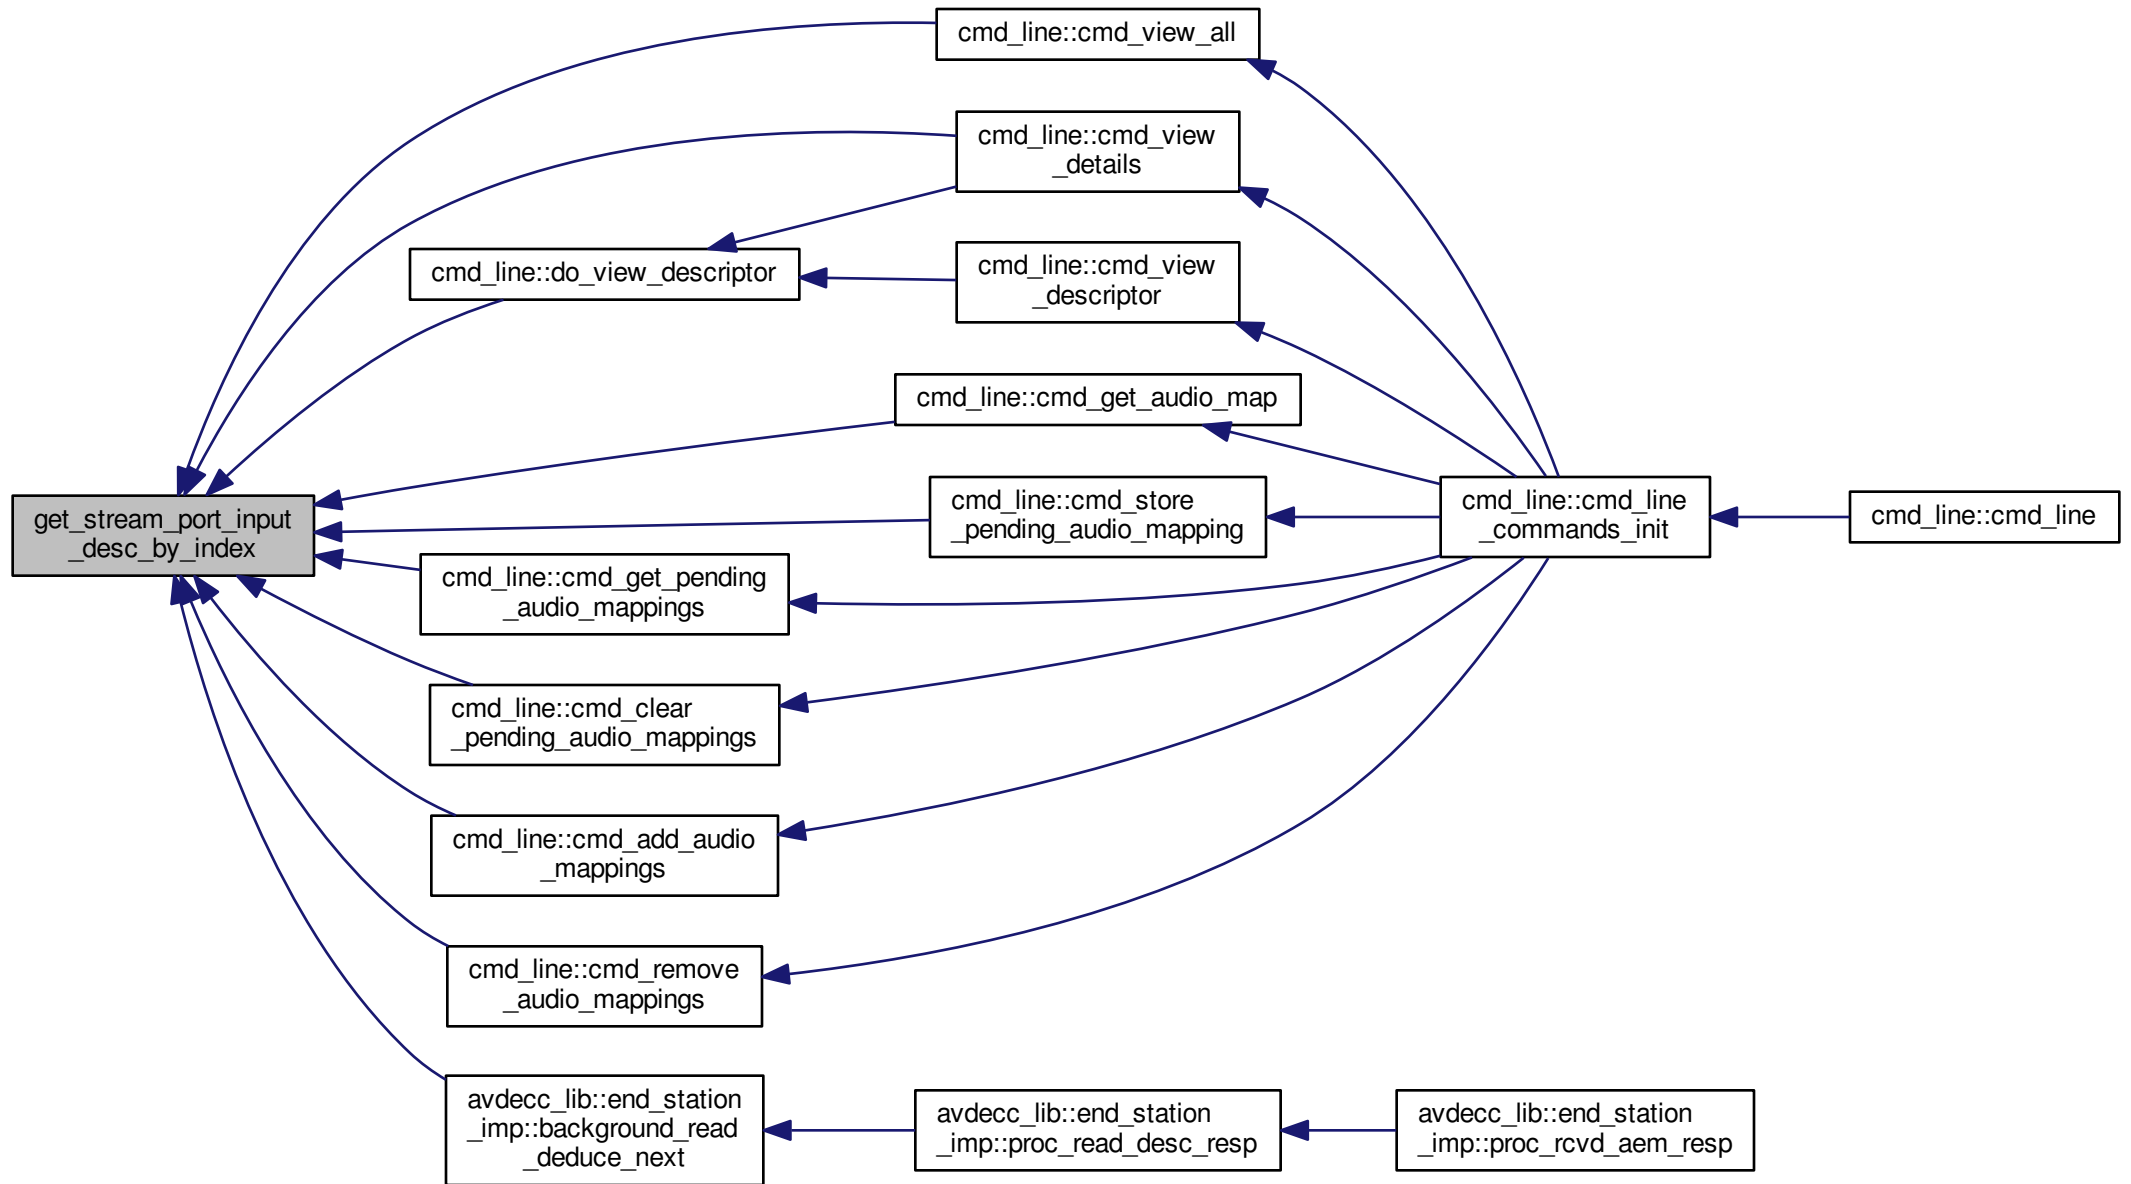 cmd_line::cmd_view_all
cmd_line::cmd_view
_details
cmd_line::do_view_descriptor
cmd_line::cmd_view
_descriptor
cmd_line::cmd_get_audio_map
get_stream_port_input
_desc_by_index
cmd_line::cmd_store
_pending_audio_mapping
cmd_line::cmd_line
_commands_init
cmd_line::cmd_line
cmd_line::cmd_get_pending
_audio_mappings
cmd_line::cmd_clear
_pending_audio_mappings
cmd_line::cmd_add_audio
_mappings
cmd_line::cmd_remove
_audio_mappings
avdecc_lib::end_station
_imp::background_read
_deduce_next
avdecc_lib::end_station
_imp::proc_read_desc_resp
avdecc_lib::end_station
_imp::proc_rcvd_aem_resp